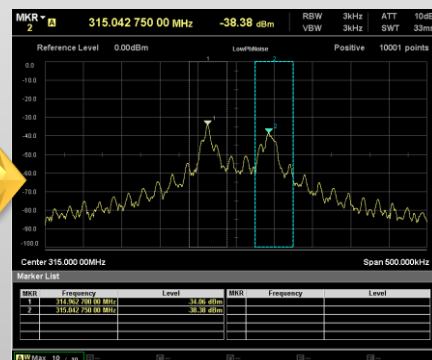 MKR 2 A 315.042 750 00 MHz -38.38 dBm RBW 3kHz ATT 10dB
VBW 3kHz SWT 33ms
Reference Level 0.00dBm LowPhNoise Positive 10001 points
1 2
0.0
-10.0
-20.0
-30.0
-40.0
-50.0
-60.0
-70.0
-80.0
-90.0
-100.0
1
2
Center 315.000 00MHz Span 500.000kHz
Marker List
MKR Frequency Level MKR Frequency Level
1 314.962 700 00 MHz -34.06 dBm
2 315.042 750 00 MHz -38.38 dBm
A W Max 10